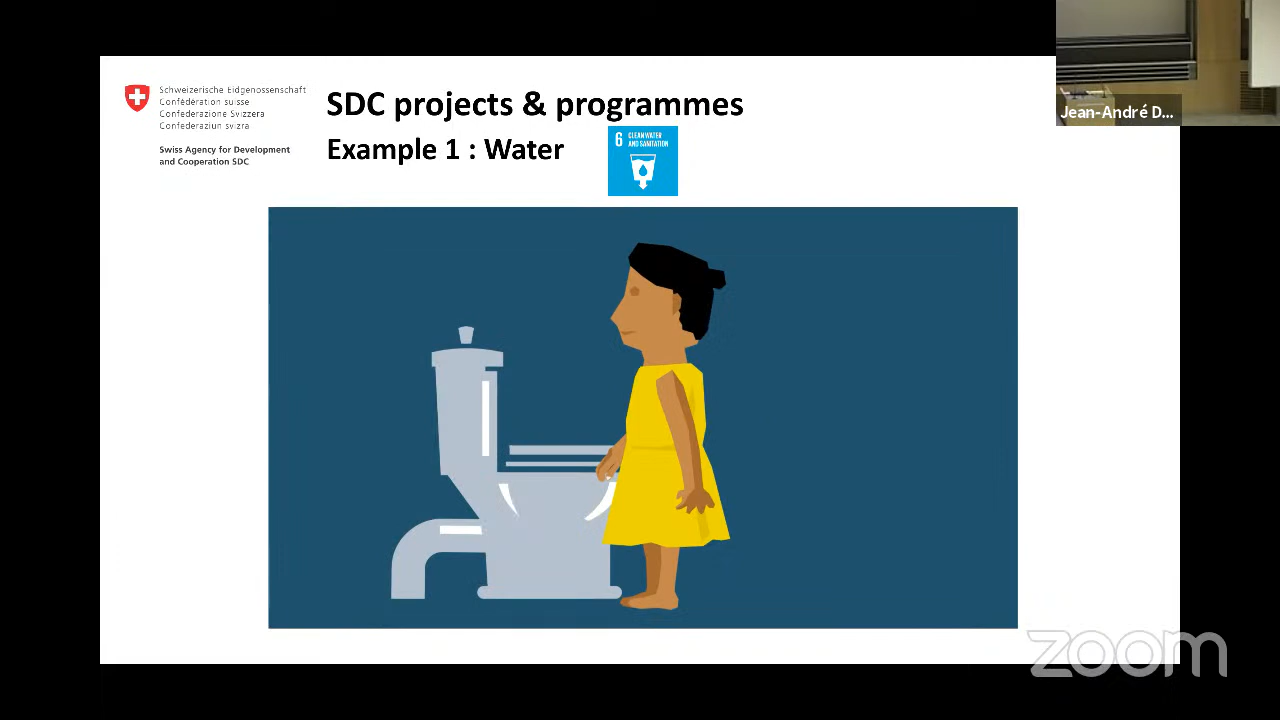 Schweizerische Eidgenossenschaft
Confédération suisse
Confederazione Svizzera
Confederaziun svizra
Swiss Agency for Development
and Cooperation SDC
SDC projects & programmes
Example 1 : Water
6 CLEAN WATER
AND SANITATION
Jean-André D...
zoom